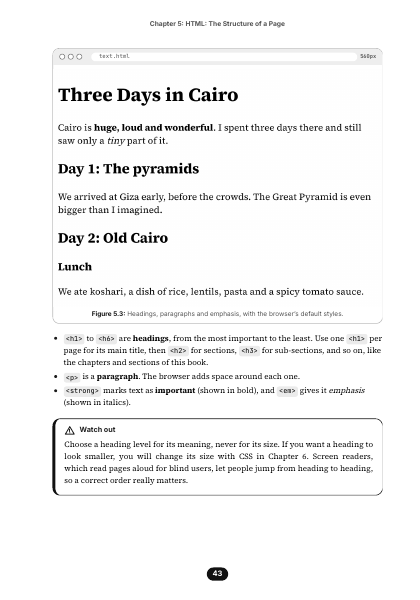 Chapter 5: HTML: The Structure of a Page
text.html
560px
Three Days in Cairo
Cairo is huge, loud and wonderful. I spent three days there and still
saw only a tiny part of it.
Day 1: The pyramids
We arrived at Giza early, before the crowds. The Great Pyramid is even
bigger than I imagined.
Day 2: Old Cairo
Lunch
We ate koshari, a dish of rice, lentils, pasta and a spicy tomato sauce.
Figure 5.3: Headings, paragraphs and emphasis, with the browser's default styles.
• <h1> to <h6> are headings, from the most important to the least. Use one <h1> per
page for its main title, then <h2> for sections, <h3> for sub-sections, and so on, like
the chapters and sections of this book.
• <p> is a paragraph. The browser adds space around each one.
• <strong> marks text as important (shown in bold), and <em> gives it emphasis
(shown in italics).
Watch out
Choose a heading level for its meaning, never for its size. If you want a heading to
look smaller, you will change its size with CSS in Chapter 6. Screen readers,
which read pages aloud for blind users, let people jump from heading to heading,
so a correct order really matters.
43